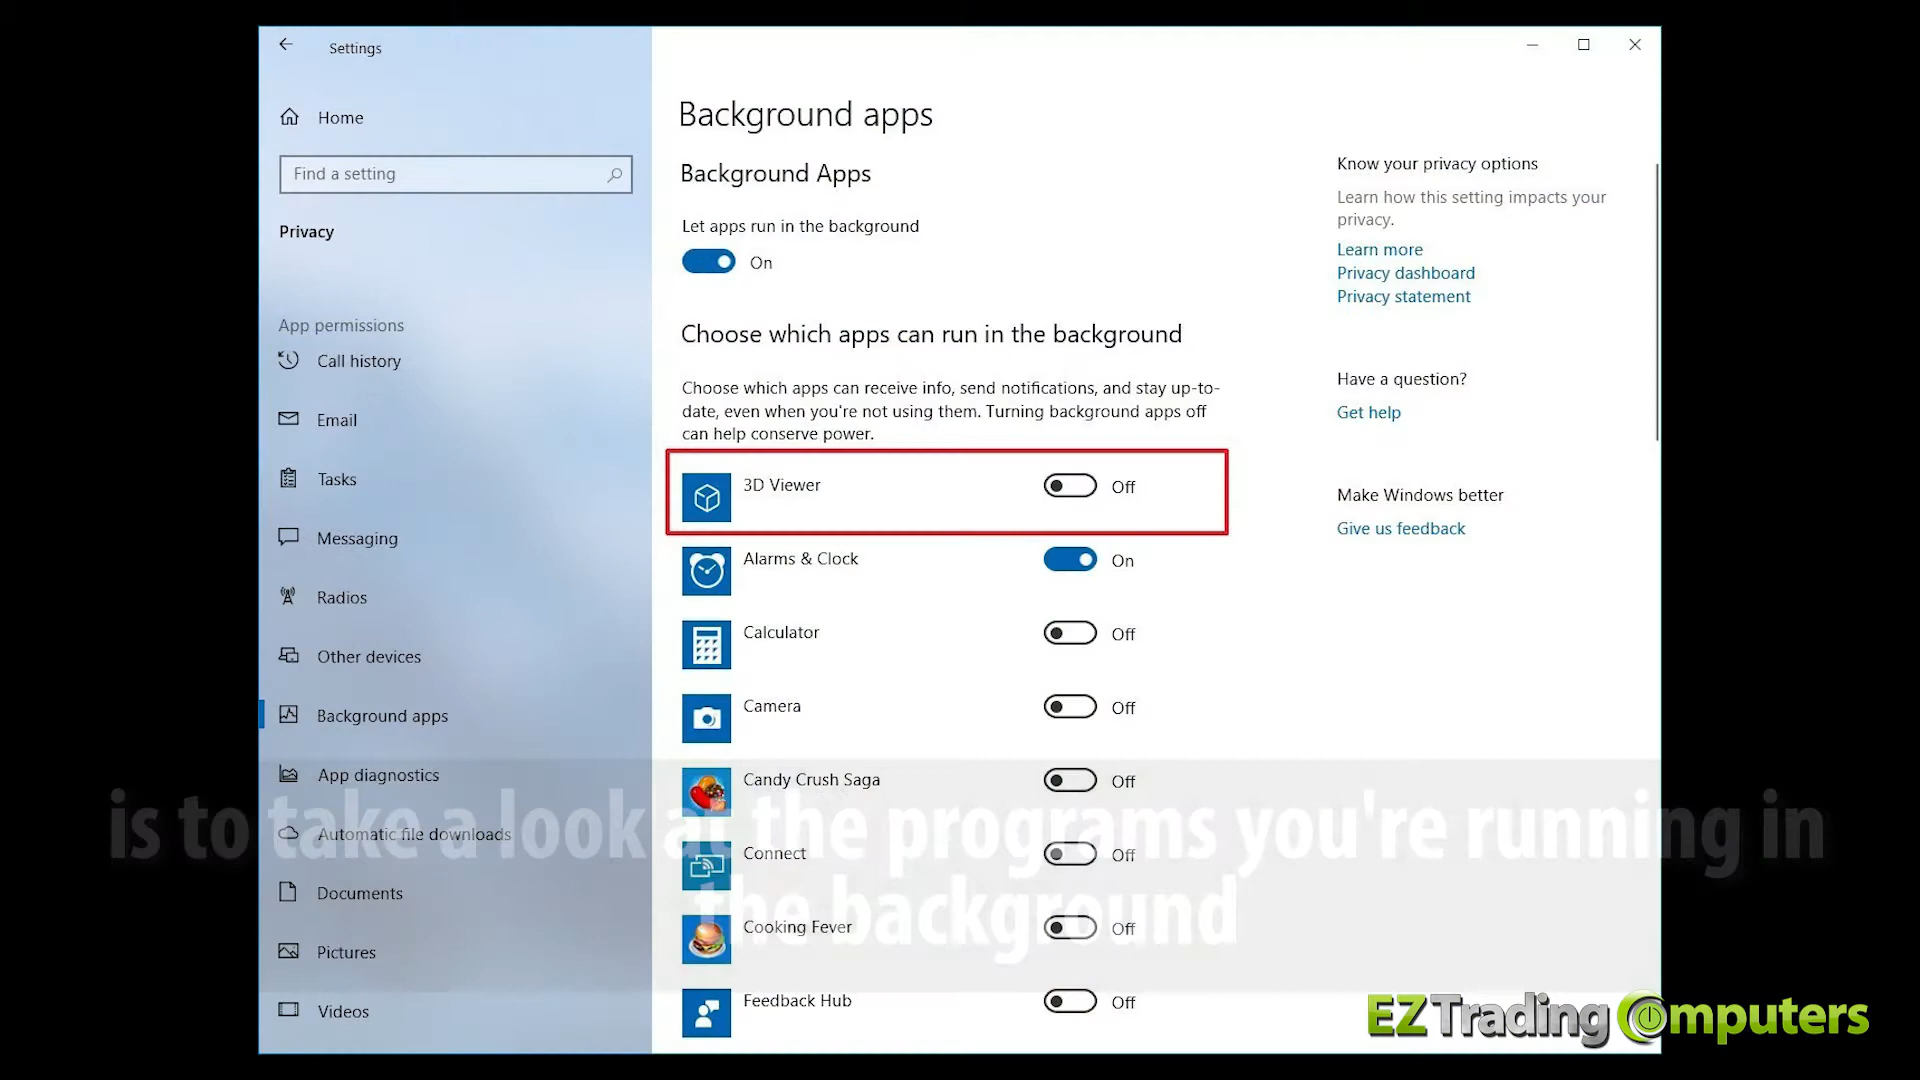 Settings
Home
Find a setting
Privacy
App permissions
Call history
Email
Tasks
Messaging
Radios
Other devices
Background apps
App diagnostics
Automatic file downloads
Documents
Pictures
Videos
Background apps
Background Apps
Let apps run in the background
On
Choose which apps can run in the background
Choose which apps can receive info, send notifications, and stay up-to-
date, even when you're not using them. Turning background apps off
can help conserve power.
3D Viewer
Off
Alarms & Clock
On
Calculator
Off
Camera
Off
Candy Crush Saga
Off
Connect
Off
Cooking Fever
Off
Feedback Hub
Off
Know your privacy options
Learn how this setting impacts your
privacy.
Learn more
Privacy dashboard
Privacy statement
Have a question?
Get help
Make Windows better
Give us feedback
is to take a look at the programs you're running in
the background
EZ Trading Computers